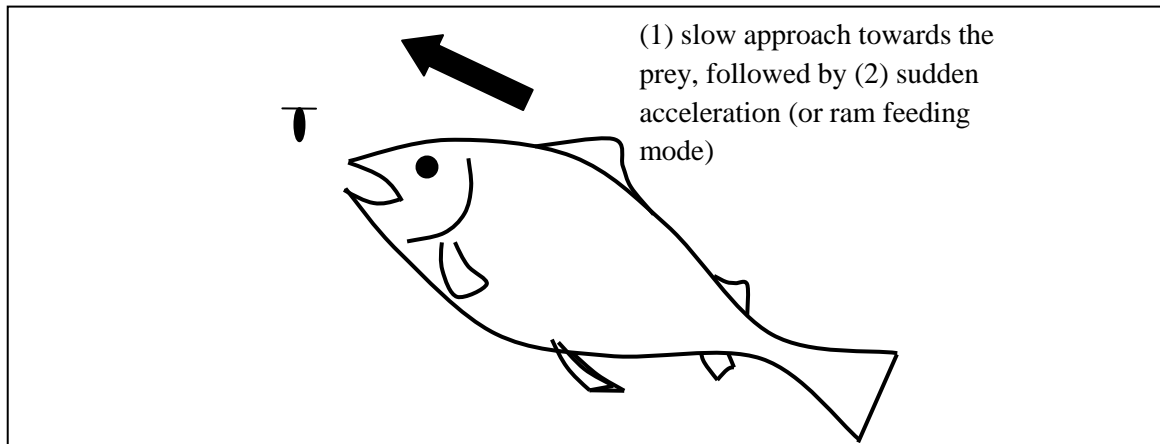 (1) slow approach towards the
prey, followed by (2) sudden
acceleration (or ram feeding
mode)